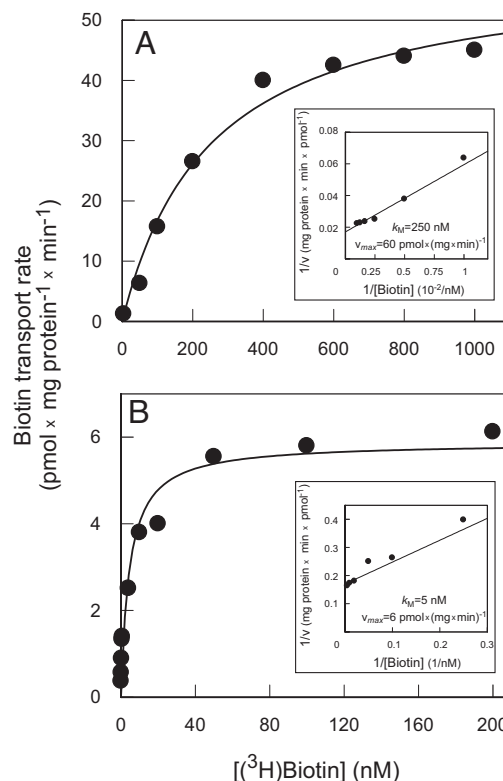 Biotin transport rate
(pmol x mg protein⁻¹ x min⁻¹)
A
50
40
30
20
10
0
0 200 400 600 800 1000
1/v (mg protein × min × pmol⁻¹)
0.08
0.06
0.04
0.02
0 0.25 0.5 0.75 1
kM=250 nM
vmax=60 pmol×(mg×min)⁻¹
1/[Biotin] (10⁻²/nM)
B
6
4
2
0
0 40 80 120 160 200
1/v (mg protein × min × pmol⁻¹)
0.4
0.3
0.2
0.1
0 0.1 0.2 0.3
kM=5 nM
vmax=6 pmol×(mg×min)⁻¹
1/[Biotin] (1/nM)
[(³H)Biotin] (nM)